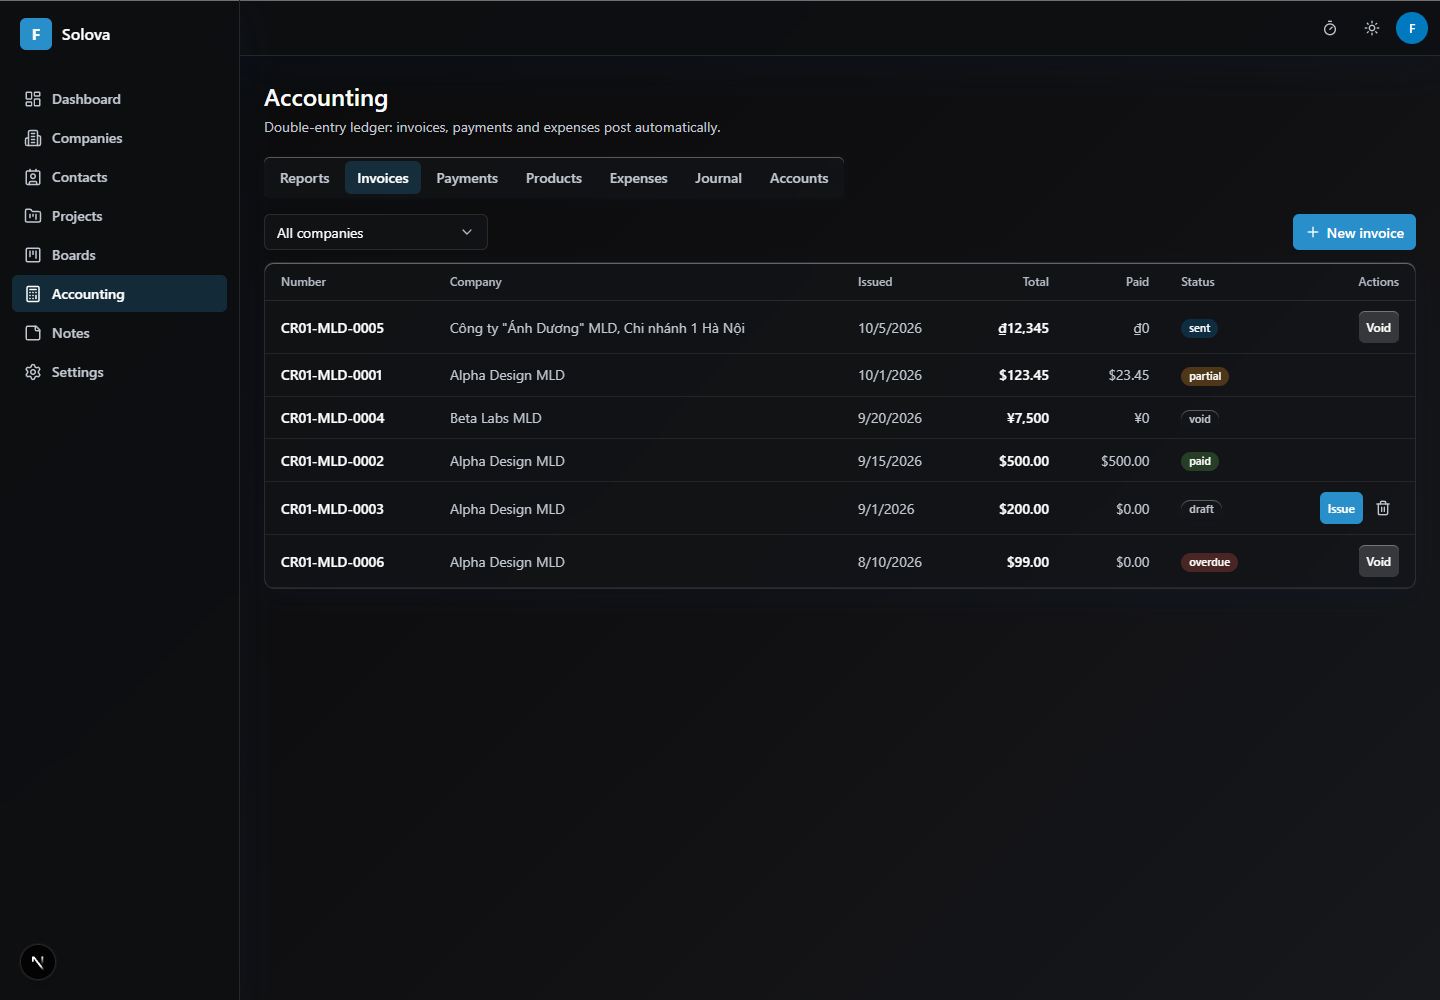 F Solova
F
Dashboard
Companies
Contacts
Projects
Boards
Accounting
Notes
Settings
Accounting
Double-entry ledger: invoices, payments and expenses post automatically.
Reports Invoices Payments Products Expenses Journal Accounts
All companies
+ New invoice
Number Company Issued Total Paid Status Actions
CR01-MLD-0005 Công ty "Ánh Dương" MLD, Chi nhánh 1 Hà Nội 10/5/2026 ₫12,345 ₫0 sent Void
CR01-MLD-0001 Alpha Design MLD 10/1/2026 $123.45 $23.45 partial
CR01-MLD-0004 Beta Labs MLD 9/20/2026 ¥7,500 ¥0 void
CR01-MLD-0002 Alpha Design MLD 9/15/2026 $500.00 $500.00 paid
CR01-MLD-0003 Alpha Design MLD 9/1/2026 $200.00 $0.00 draft Issue
CR01-MLD-0006 Alpha Design MLD 8/10/2026 $99.00 $0.00 overdue Void
N